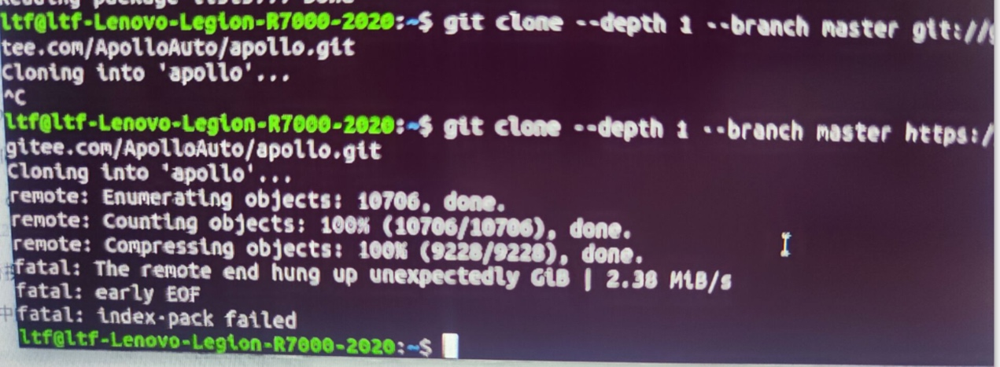 ltf@ltf-Lenovo-Legion-R7000-2020:~$ git clone --depth 1 --branch master git://
tee.com/ApolloAuto/apollo.git
Cloning into 'apollo'...
^C
ltf@ltf-Lenovo-Legion-R7000-2020:~$ git clone --depth 1 --branch master https:/
gitee.com/ApolloAuto/apollo.git
Cloning into 'apollo'...
remote: Enumerating objects: 10706, done.
remote: Counting objects: 100% (10706/10706), done.
remote: Compressing objects: 100% (9228/9228), done.
fatal: The remote end hung up unexpectedly GiB | 2.38 MiB/s
fatal: early EOF
fatal: index-pack failed
ltf@ltf-Lenovo-Legion-R7000-2020:~$